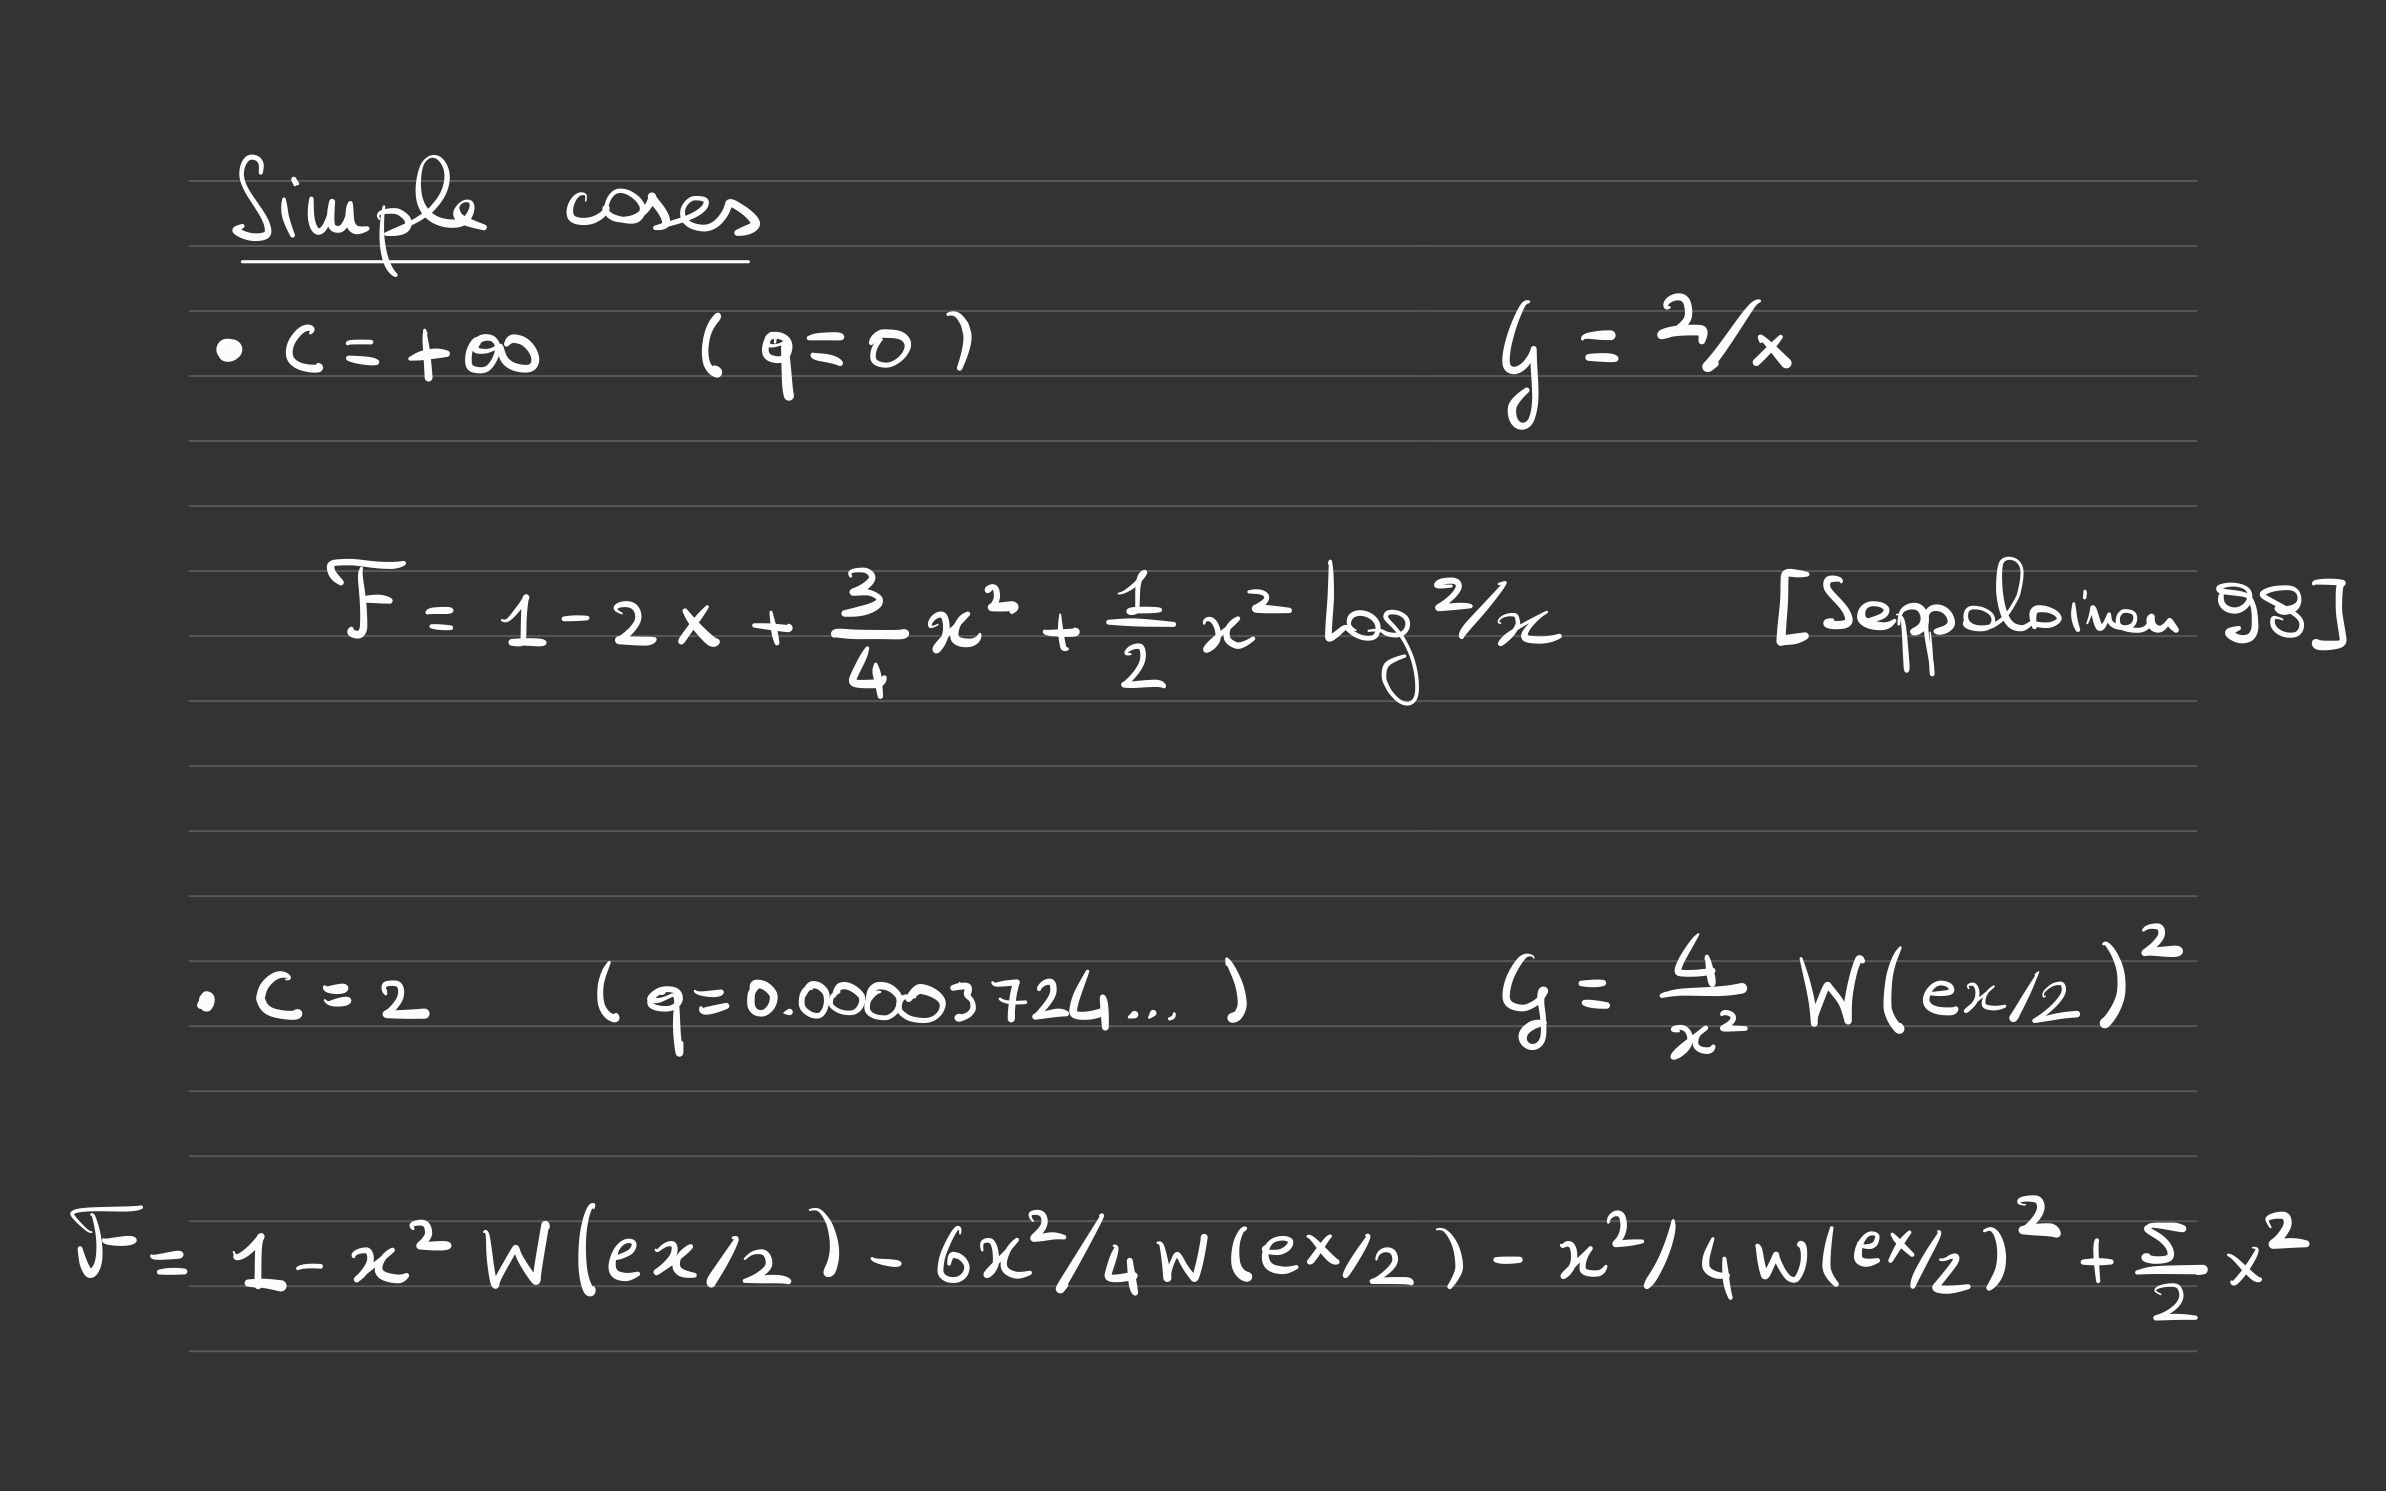 Simple cases
• c = +∞ (q = 0) y = 2/x
F = 1 - 2x + 3/4 x² + 1/2 x² log 2/x [Seppolainen 98]
• c = 2 (q = 0.00003724...) y = 4/x² W(ex/2)²
F = 1 - x² W(ex/2) - 6x²/4W(ex/2) - x²/4W(ex/2)² + 5/2 x²